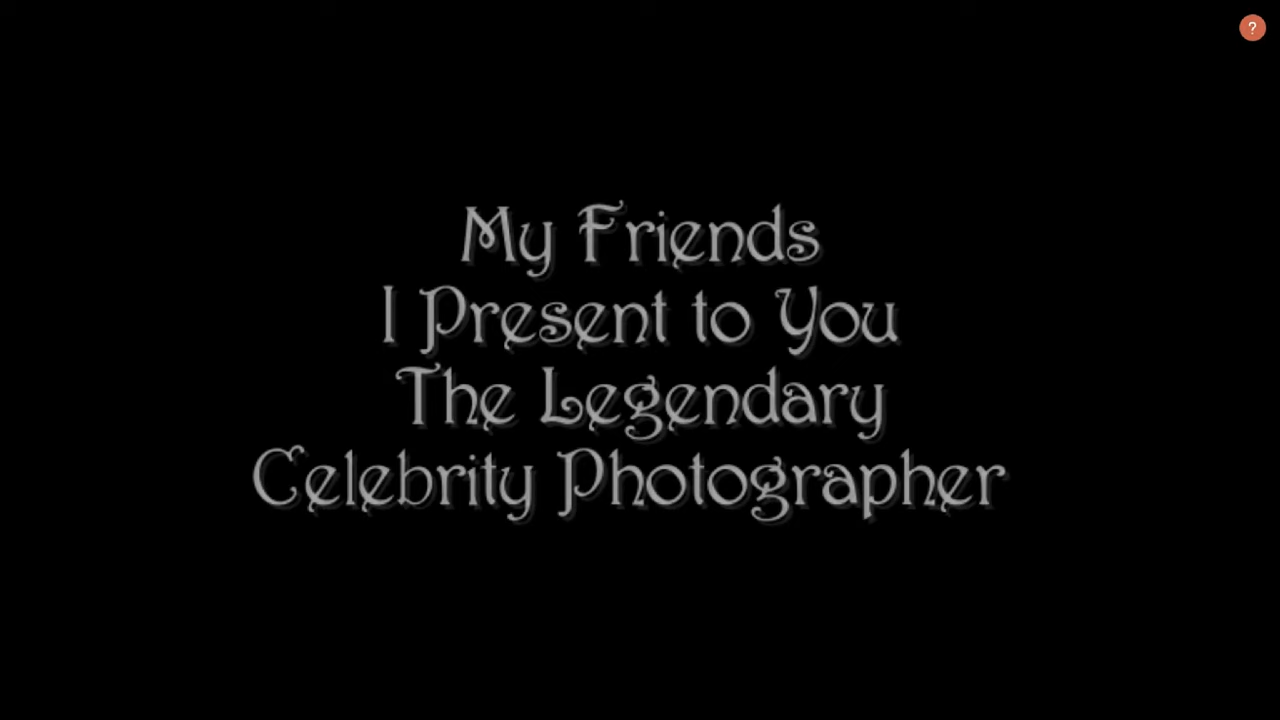 ?
My Friends
I Present to You
The Legendary
Celebrity Photographer